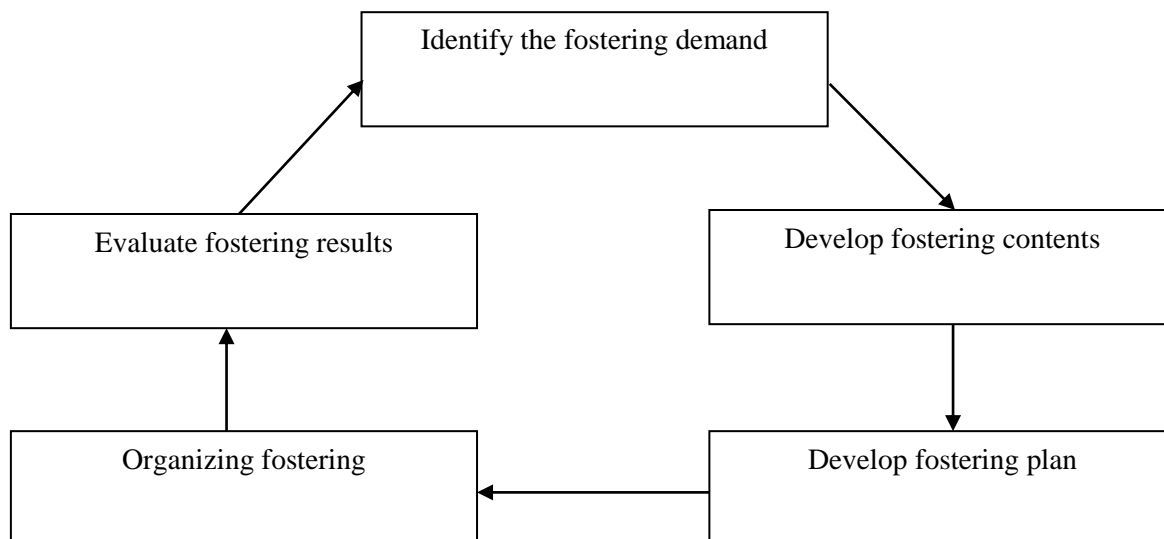 Identify the fostering demand
Evaluate fostering results
Develop fostering contents
Organizing fostering
Develop fostering plan